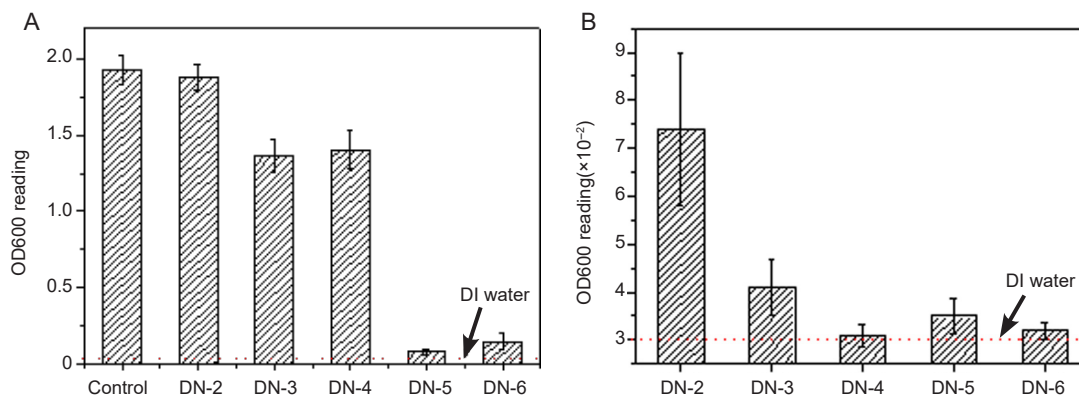 A
OD600 reading
2.0
1.5
1.0
0.5
0
DI water
Control DN-2 DN-3 DN-4 DN-5 DN-6
B
OD600 reading(×10⁻²)
9
8
7
6
5
4
3
DI water
DN-2 DN-3 DN-4 DN-5 DN-6